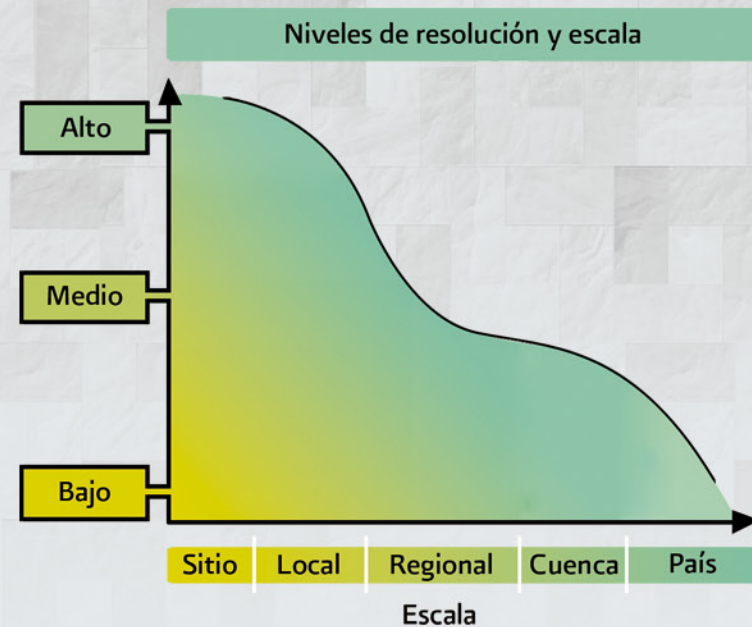 Niveles de resolución y escala
Alto
Medio
Bajo
Sitio
Local
Regional
Cuenca
País
Escala